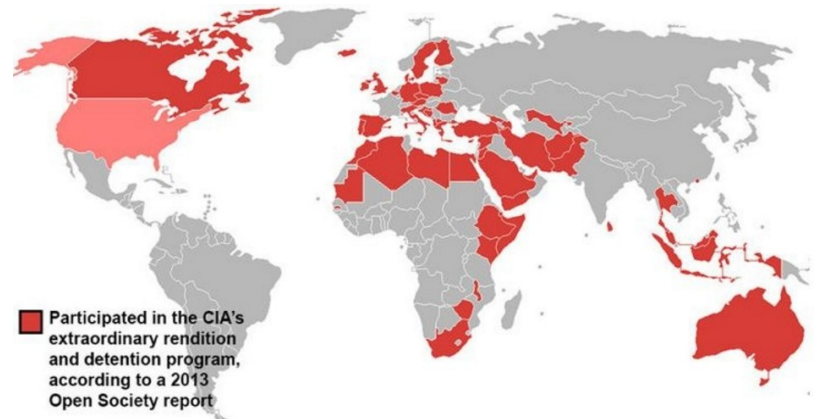 Participated in the CIA's
extraordinary rendition
and detention program,
according to a 2013
Open Society report